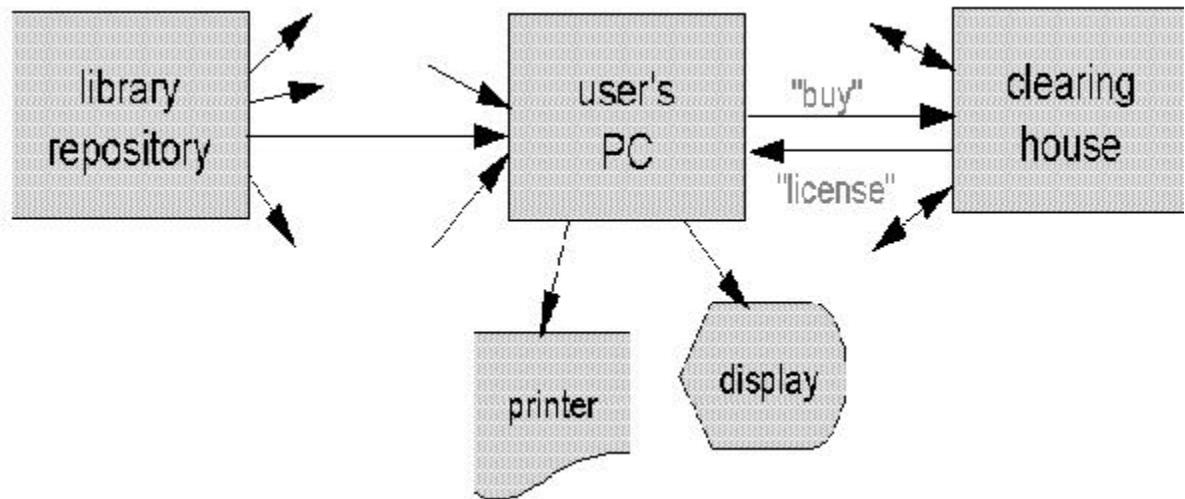 library
repository
user's
PC
"buy"
"license"
clearing
house
printer
display